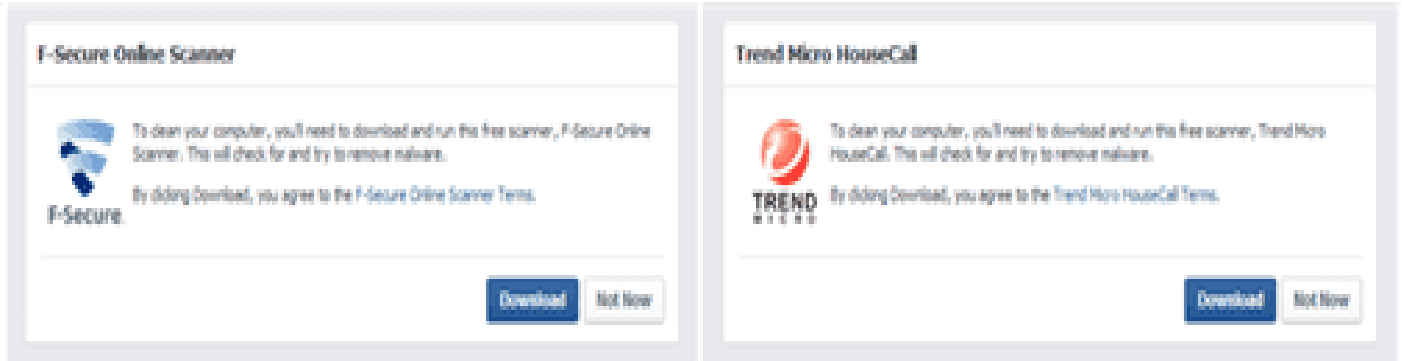 F-Secure Online Scanner
To clean your computer, you'll need to download and run this free scanner, F-Secure Online
Scanner. This will check for and try to remove malware.
By clicking Download, you agree to the F-Secure Online Scanner Terms.
F-Secure
Download
Not Now
Trend Micro HouseCall
To clean your computer, you'll need to download and run this free scanner, Trend Micro
HouseCall. This will check for and try to remove malware.
By clicking Download, you agree to the Trend Micro HouseCall Terms.
TREND
MICRO
Download
Not Now